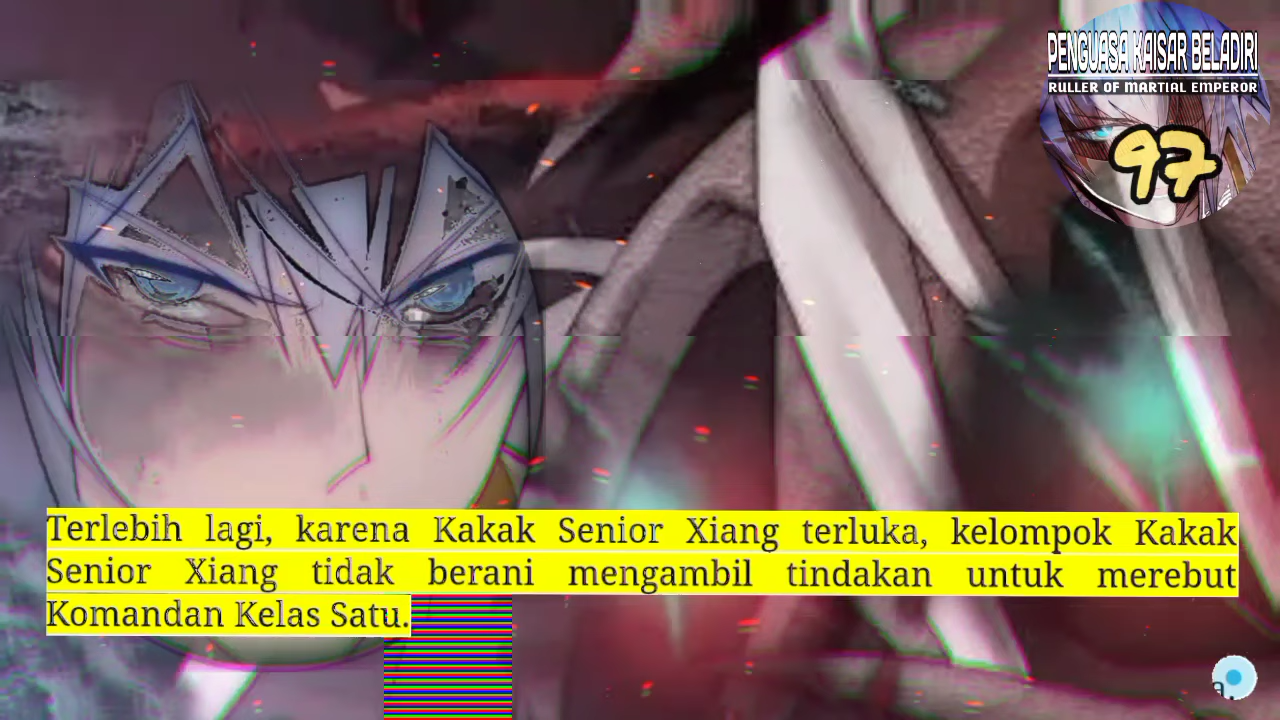 PENGUASA KAISAR BELADIRI
RULLER OF MARTIAL EMPEROR
97
Terlebih lagi, karena Kakak Senior Xiang terluka, kelompok Kakak
Senior Xiang tidak berani mengambil tindakan untuk merebut
Komandan Kelas Satu.